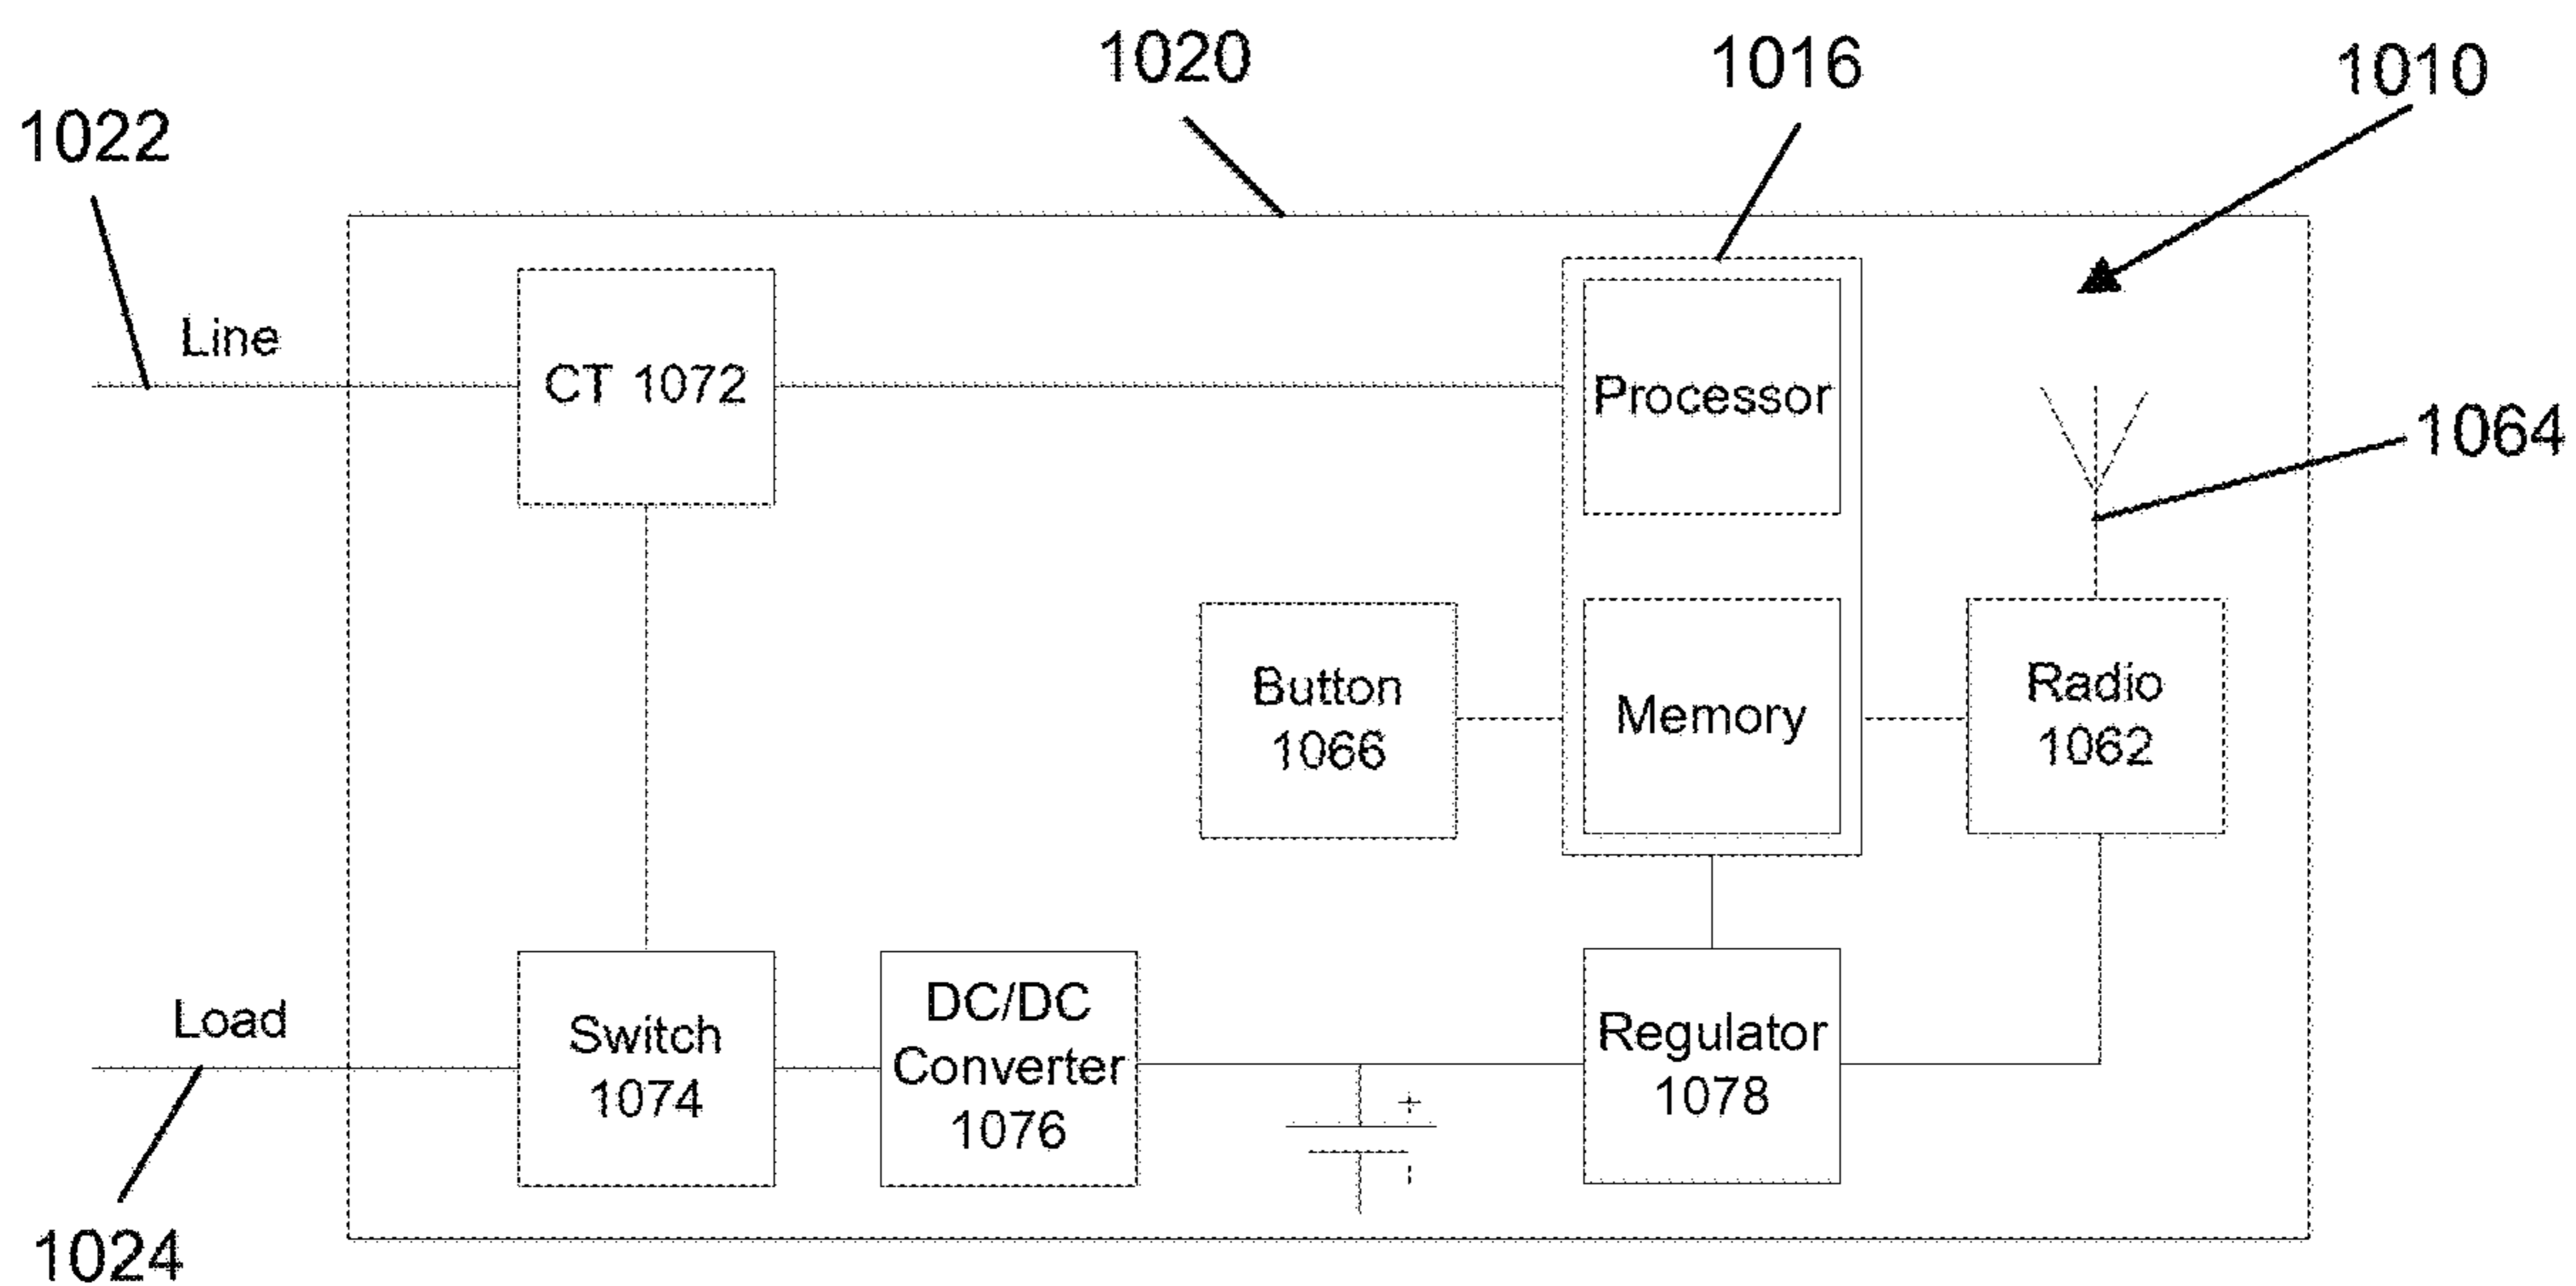 1020
1016
1010
1022
Line
CT 1072
Processor
1064
Button
1066
Memory
Radio
1062
Load
Switch
1074
DC/DC
Converter
1076
+
-
Regulator
1078
1024